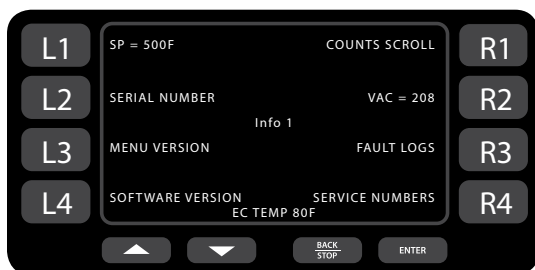 L1 SP = 500F COUNTS SCROLL R1
L2 SERIAL NUMBER VAC = 208 R2
Info 1
L3 MENU VERSION FAULT LOGS R3
L4 SOFTWARE VERSION SERVICE NUMBERS R4
EC TEMP 80F
BACK ENTER
STOP